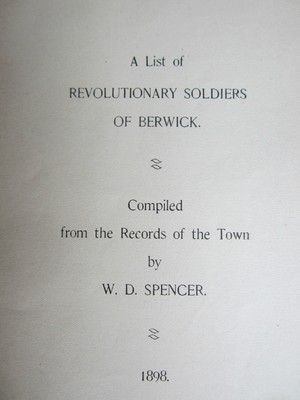 A List of
REVOLUTIONARY SOLDIERS
OF BERWICK.
Compiled
from the Records of the Town
by
W. D. SPENCER.
1898.